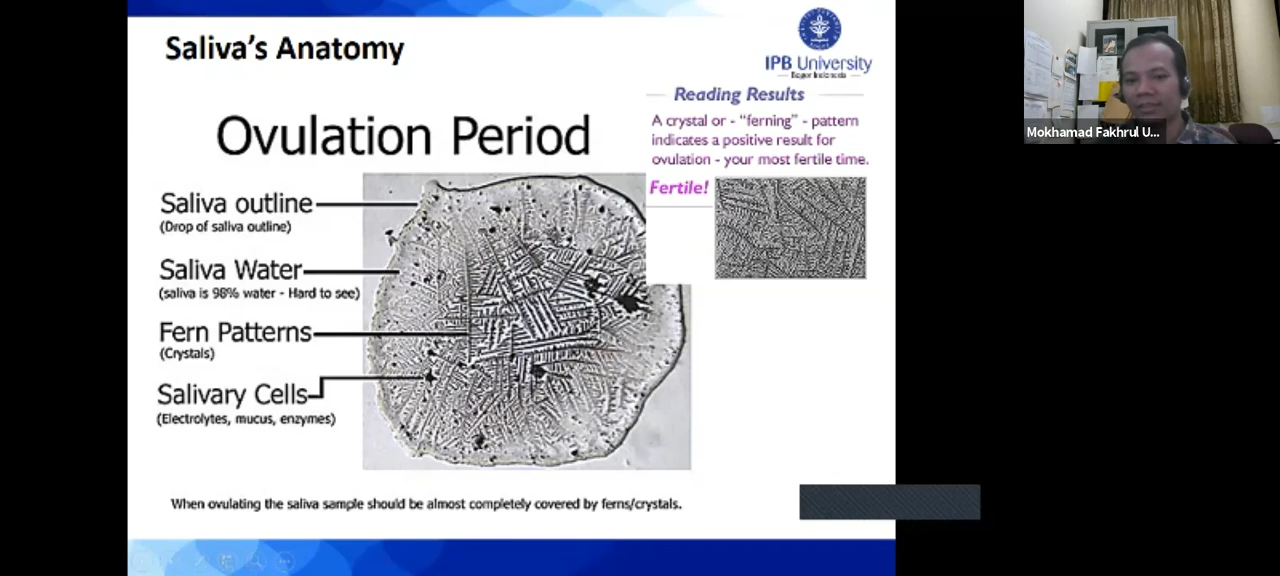 Saliva's Anatomy
IPB University
Bogor Indonesia
Reading Results
A crystal or - "ferning" - pattern
indicates a positive result for
ovulation - your most fertile time.
Fertile!
Ovulation Period
Saliva outline
(Drop of saliva outline)
Saliva Water
(saliva is 98% water - Hard to see)
Fern Patterns
(Crystals)
Salivary Cells
(Electrolytes, mucus, enzymes)
When ovulating the saliva sample should be almost completely covered by ferns/crystals.
Mokhamad Fakhrul U...